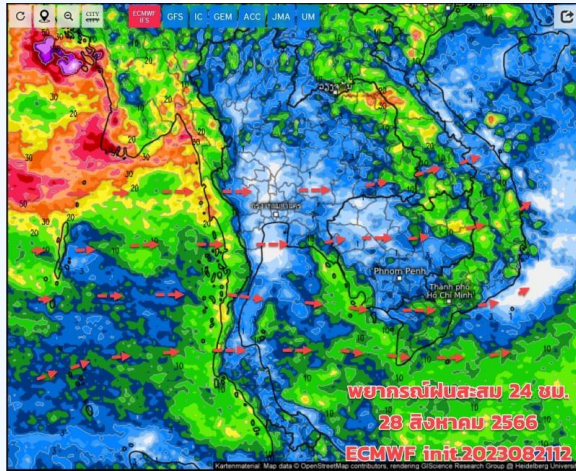 CITY
CITY
ECMWF
IFS
GFS IC GEM ACC JMA UM
Phnom Penh
Thành phố
Hồ Chí Minh
พยากรณ์ฝนสะสม 24 ชม.
28 สิงหาคม 2566
ECMWF init.2023082112
Kartenmaterial Map data @ OpenStreetMap contributors, rendering GIScience Research Group @ Heidelberg Unive